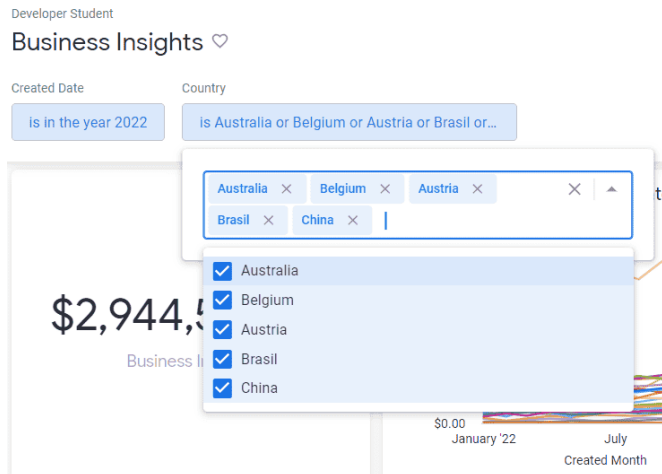 Developer Student
Business Insights
Created Date
Country
is in the year 2022
is Australia or Belgium or Austria or Brasil or...
Australia
Belgium
Austria
Brasil
China
Australia
Belgium
Austria
Brasil
China
$2,944,
Business
$0.00
January '22
July
Created Month